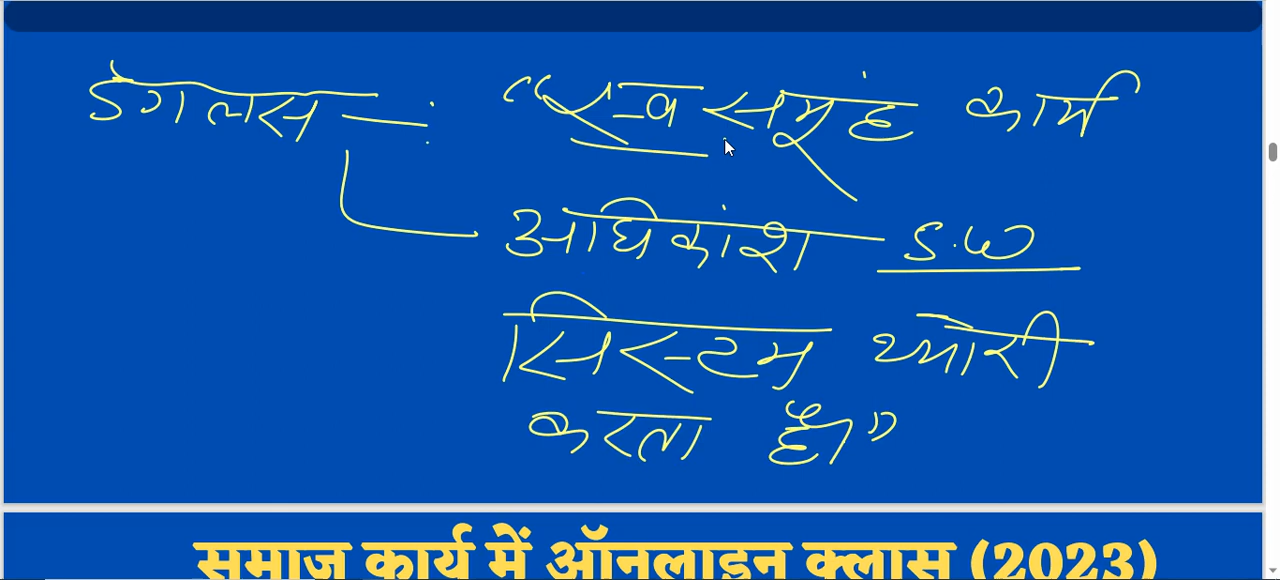 डगलस –: “स्व समूह कार्य
अधिकांश S.W
सिस्टम थ्योरी
करता है।”
समाज कार्य में ऑनलाइन क्लास (2023)